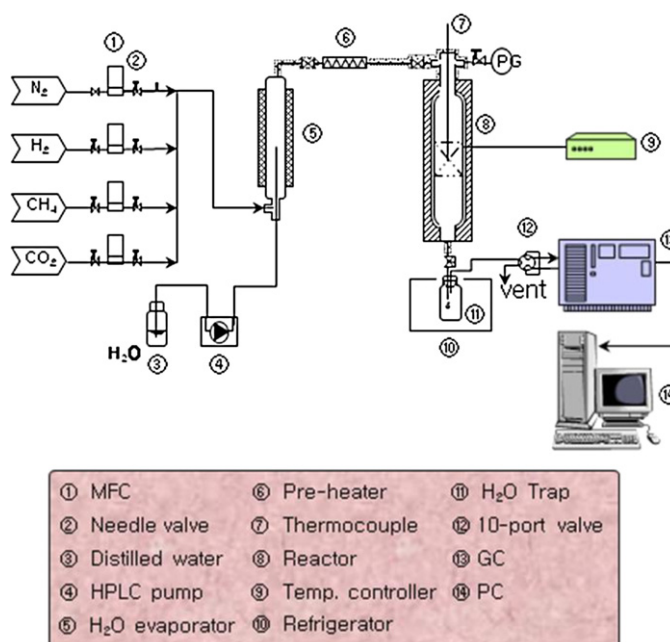 ① ②
N₂
H₂
CH₄
CO₂
H₂O
③ ④
⑤
⑥
⑦
PG
⑧
⑨
⑫
vent
⑪
⑩
⑭
① MFC
② Needle valve
③ Distilled water
④ HPLC pump
⑤ H₂O evaporator
⑥ Pre-heater
⑦ Thermocouple
⑧ Reactor
⑨ Temp. controller
⑩ Refrigerator
⑪ H₂O Trap
⑫ 10-port valve
⑬ GC
⑭ PC